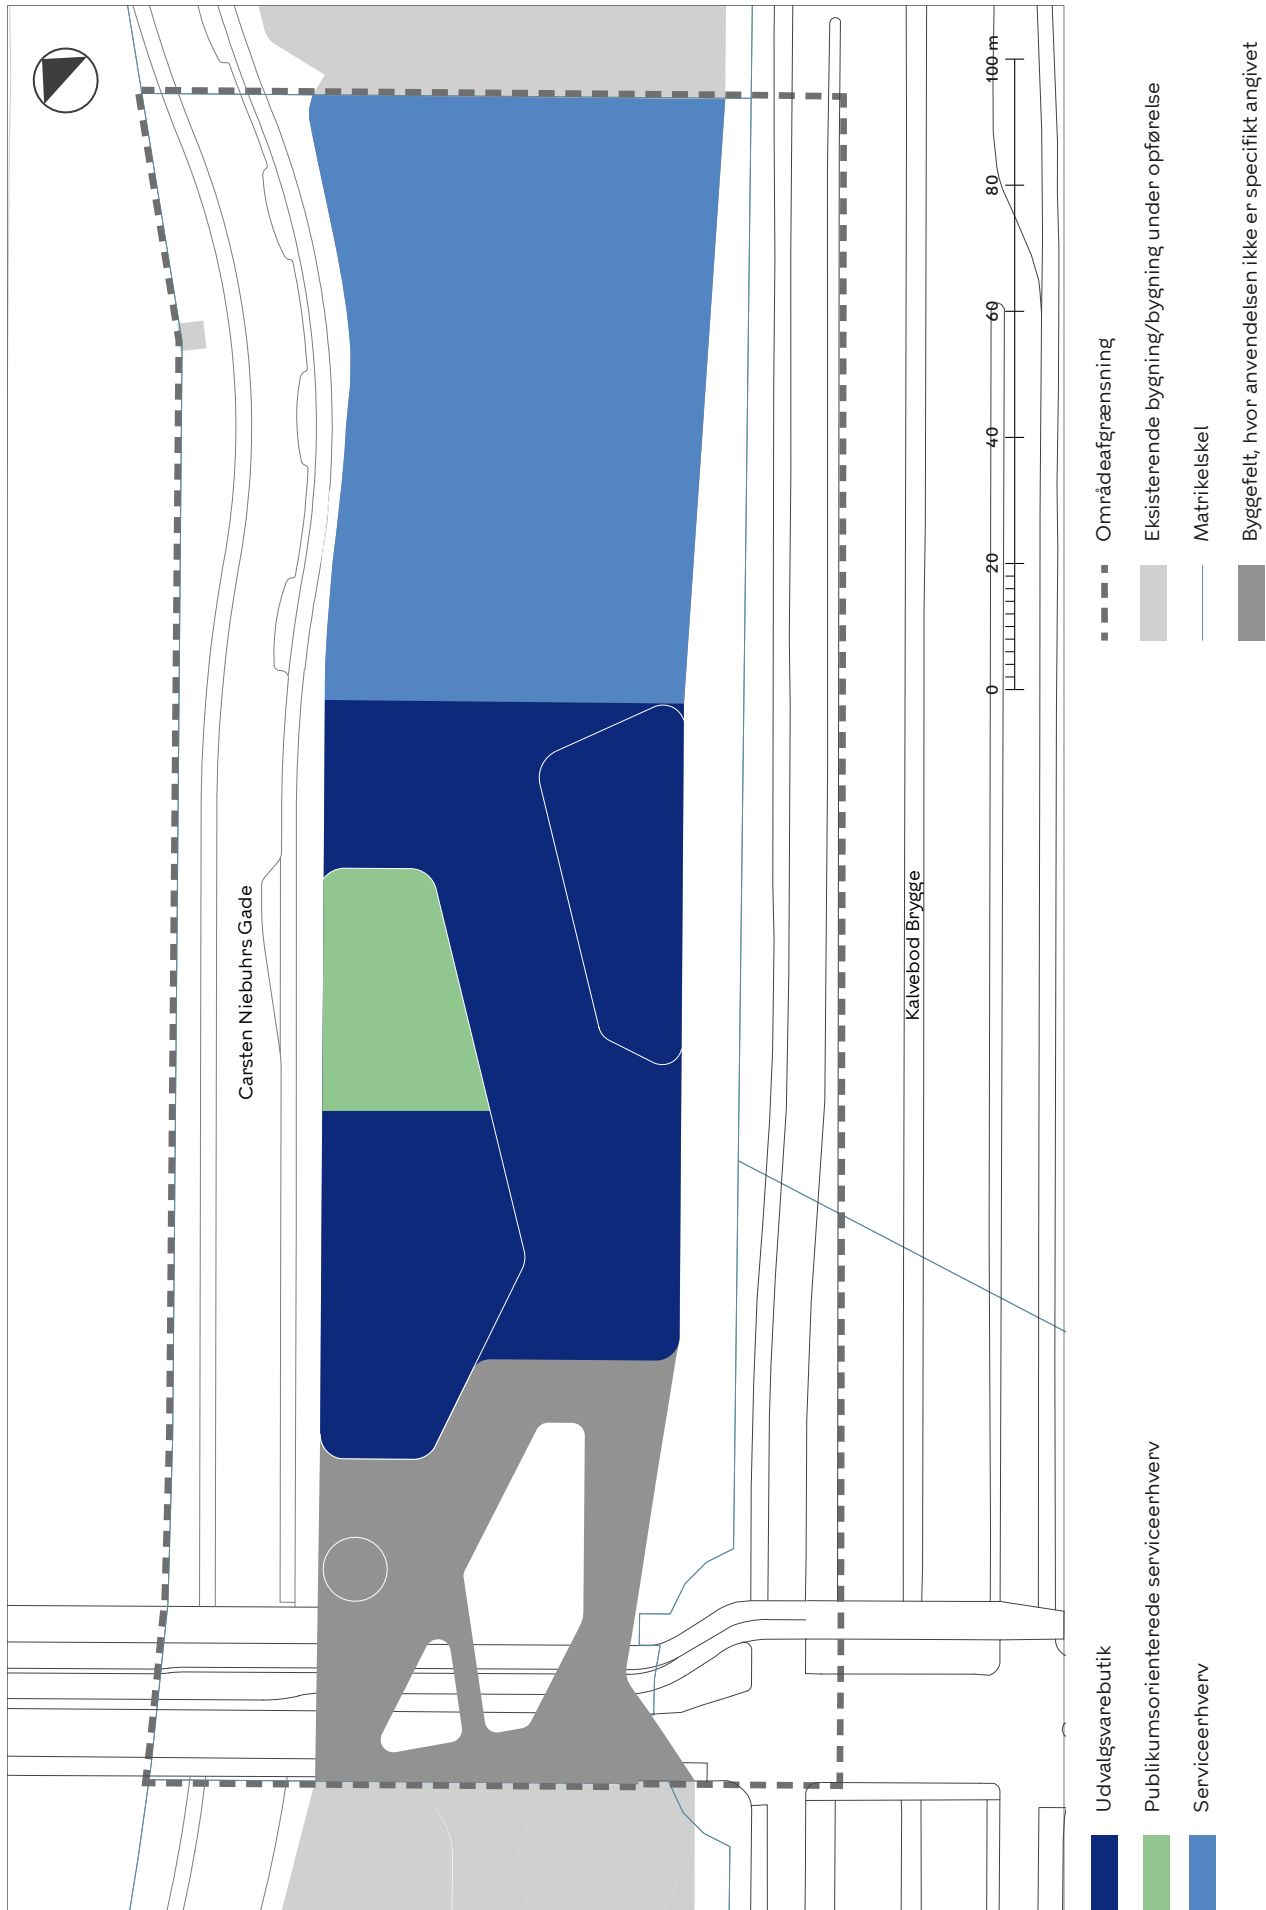 Carsten Niebuhrs Gade
Kalvebod Brygge
0
20
40
60
80
100 m
Udvalgsvarebutik
Publikumsorienterede serviceerhverv
Serviceerhverv
Områdeafgrænsning
Eksisterende bygning/bygning under opførelse
Matrikelskel
Byggefelt, hvor anvendelsen ikke er specifikt angivet